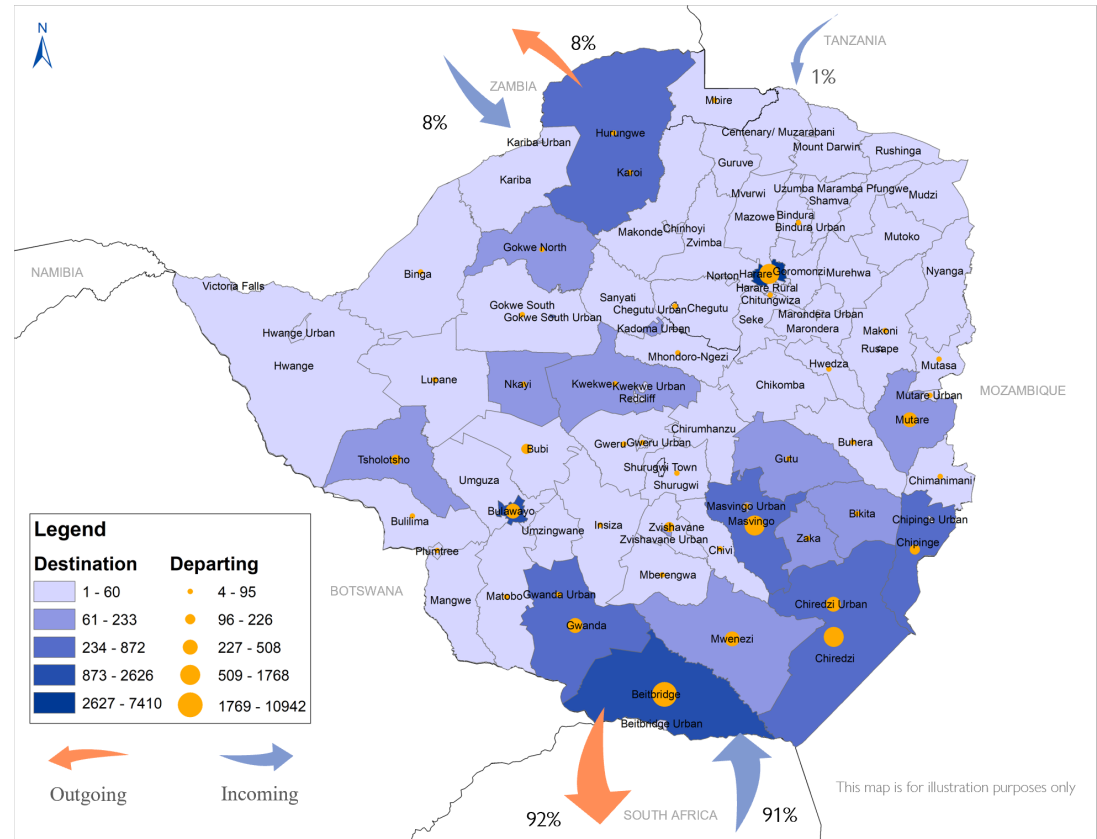 N
TANZANIA
8%
1%
ZAMBIA
8%
Mbire
Hurungwe
Centenary/ Muzarabani
Kariba Urban
Mount Darwin
Rushinga
Guruve
Karoi
Kariba
Mvurwi
Uzumba Maramba Pfungwe
Mudzi
Shamva
Mazowe
Bindura
Bindura Urban
Chinhoyi
Makonde
Zvimba
Mutoko
Gokwe North
NAMIBIA
Binga
Norton
Harare
Goromonzi
Murehwa
Nyanga
Victoria Falls
Harare Rural
Chitungwiza
Sanyati
Gokwe South
Chegutu Urban
Chegutu
Gokwe South Urban
Seke
Marondera Urban
Kadoma Urban
Marondera
Makoni
Hwange Urban
Rusape
Mhondoro-Ngezi
Hwange
Hwedza
Mutasa
Lupane
Nkayi
Kwekwe
Kwekwe Urban
Chikomba
MOZAMBIQUE
Redcliff
Mutare Urban
Mutare
Chirumhanzu
Gweru
Gweru Urban
Buhera
Bubi
Tsholotsho
Gutu
Shurugwi Town
Umguza
Shurugwi
Chimanimani
Masvingo Urban
Bulawayo
Bikita
Bulilima
Masvingo
Chipinge Urban
Insiza
Zvishavane
Umzingwane
Zaka
Zvishavane Urban
Chipinge
Plumtree
Chivi
Mberengwa
BOTSWANA
Gwanda Urban
Mangwe
Matobo
Chiredzi Urban
Gwanda
Mwenezi
Chiredzi
Beitbridge
Beitbridge Urban
Legend
Destination
Departing
1 - 60
4 - 95
61 - 233
96 - 226
234 - 872
227 - 508
873 - 2626
509 - 1768
2627 - 7410
1769 - 10942
Outgoing
Incoming
This map is for illustration purposes only
92%
SOUTH AFRICA
91%